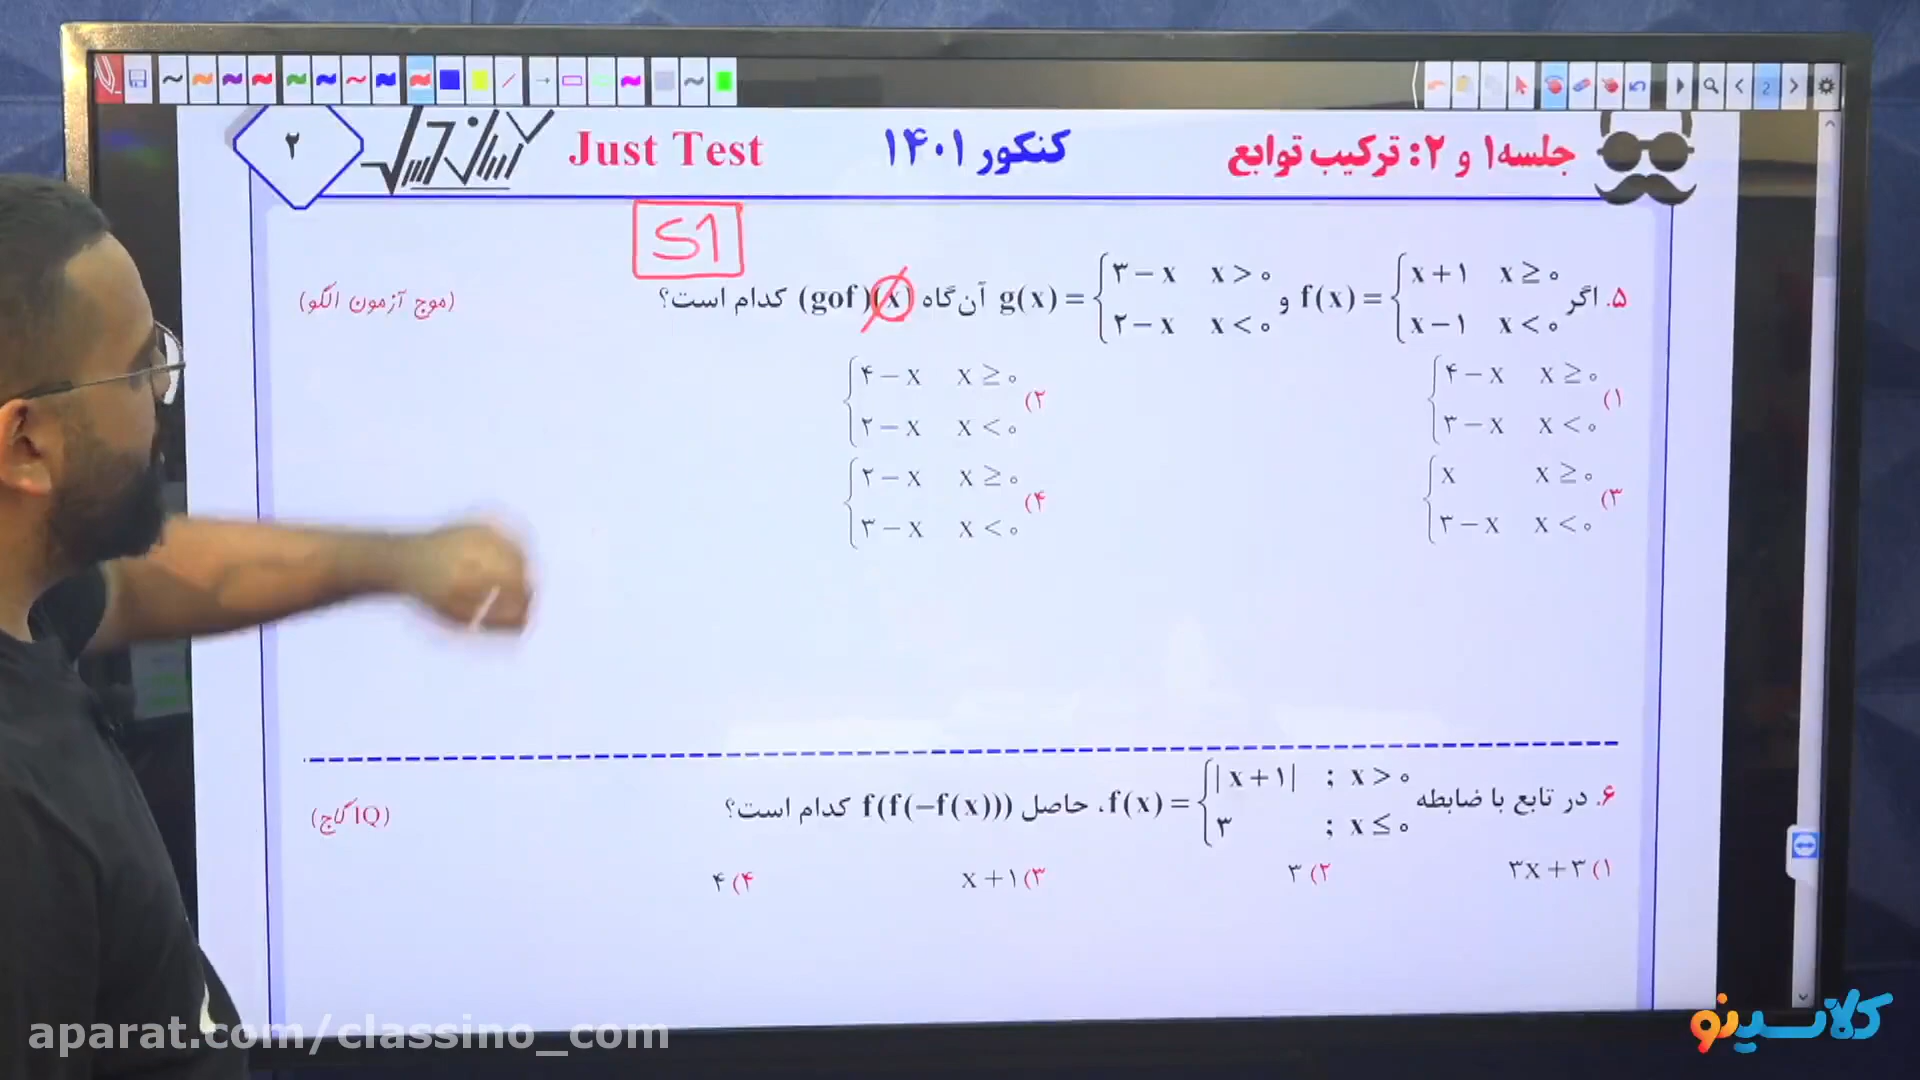 جلسه۱ و ۲: ترکیب توابع
کنکور ۱۴۰۱
Just Test
۲
S1
۵. اگر f(x) = { x+۱ x ≥ ۰ , x−۱ x < ۰ و g(x) = { ۳−x x > ۰ , ۲−x x < ۰ آن‌گاه (gof)(x) کدام است؟ (موج آزمون الگو)
۱) { ۴−x x ≥ ۰ , ۳−x x < ۰
۲) { ۴−x x ≥ ۰ , ۲−x x < ۰
۳) { x x ≥ ۰ , ۳−x x < ۰
۴) { ۲−x x ≥ ۰ , ۳−x x < ۰
۶. در تابع با ضابطه f(x) = { |x+۱| ; x > ۰ , ۳ ; x ≤ ۰، حاصل f(f(−f(x))) کدام است؟ (IQ گاج)
۱) ۳x+۳ ۲) ۳ ۳) x+۱ ۴) ۴
aparat.com/classino_com
کلاسینو